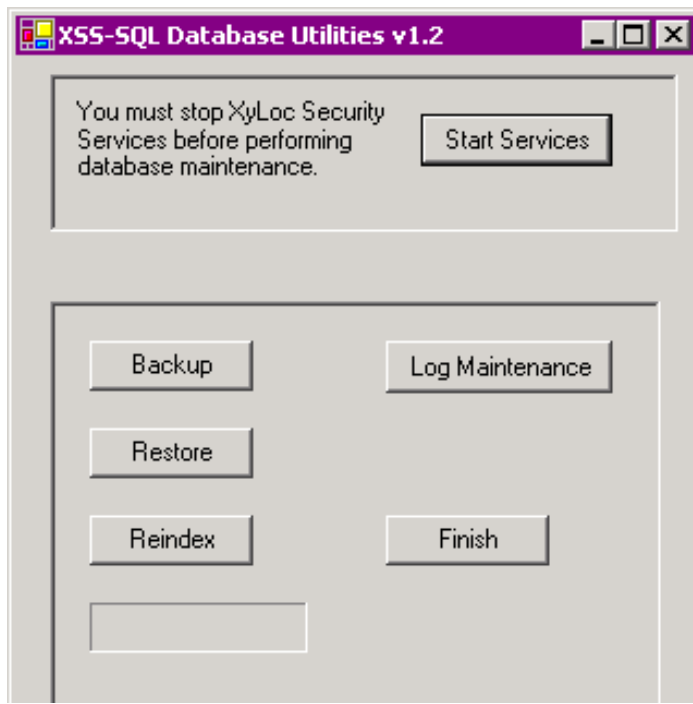 XSS-SQL Database Utilities v1.2
You must stop XyLoc Security
Services before performing
database maintenance.
Start Services
Backup
Log Maintenance
Restore
Reindex
Finish